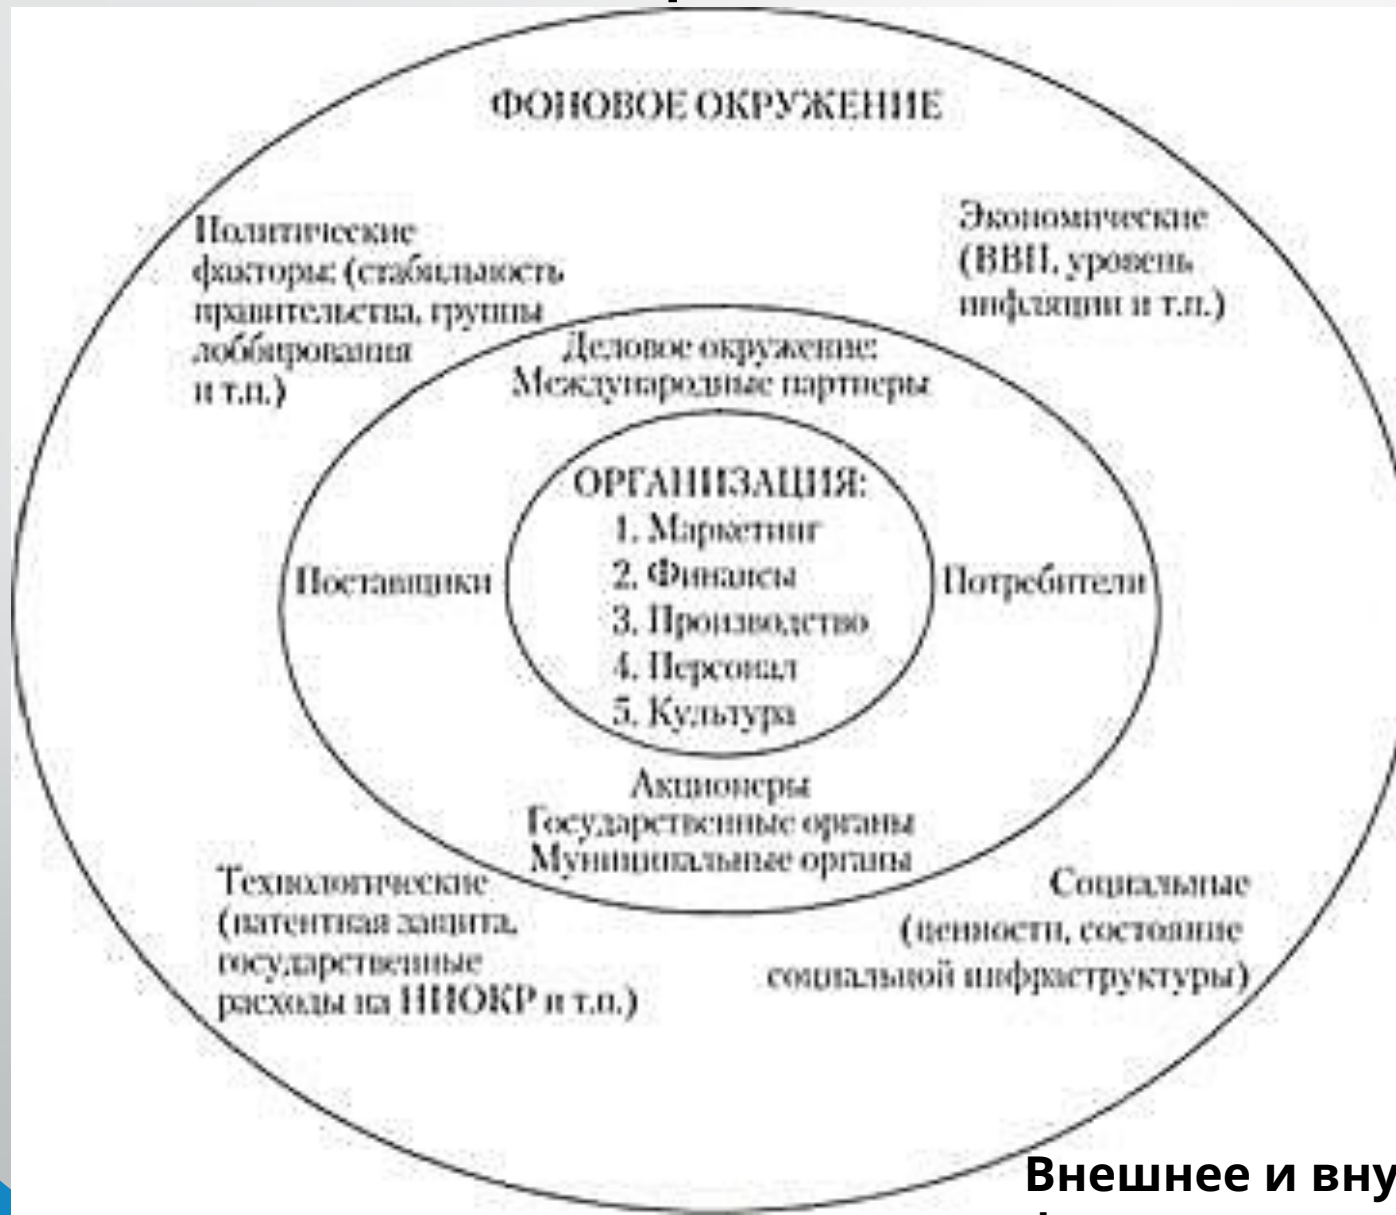 ФОНОВОЕ ОКРУЖЕНИЕ
Политические
факторы: (стабильность
правительства, группы
лоббирования
и т.п.)
Экономические
(ВВП, уровень
инфляции и т.п.)
Деловое окружение:
Международные партнеры
ОРГАНИЗАЦИЯ:
1. Маркетинг
2. Финансы
3. Производство
4. Персонал
5. Культура
Поставщики
Потребители
Акционеры
Государственные органы
Муниципальные органы
Технологические
(патентная защита,
государственные
расходы на НИОКР и т.п.)
Социальные
(ценности, состояние
социальной инфраструктуры)
Внешнее и вну